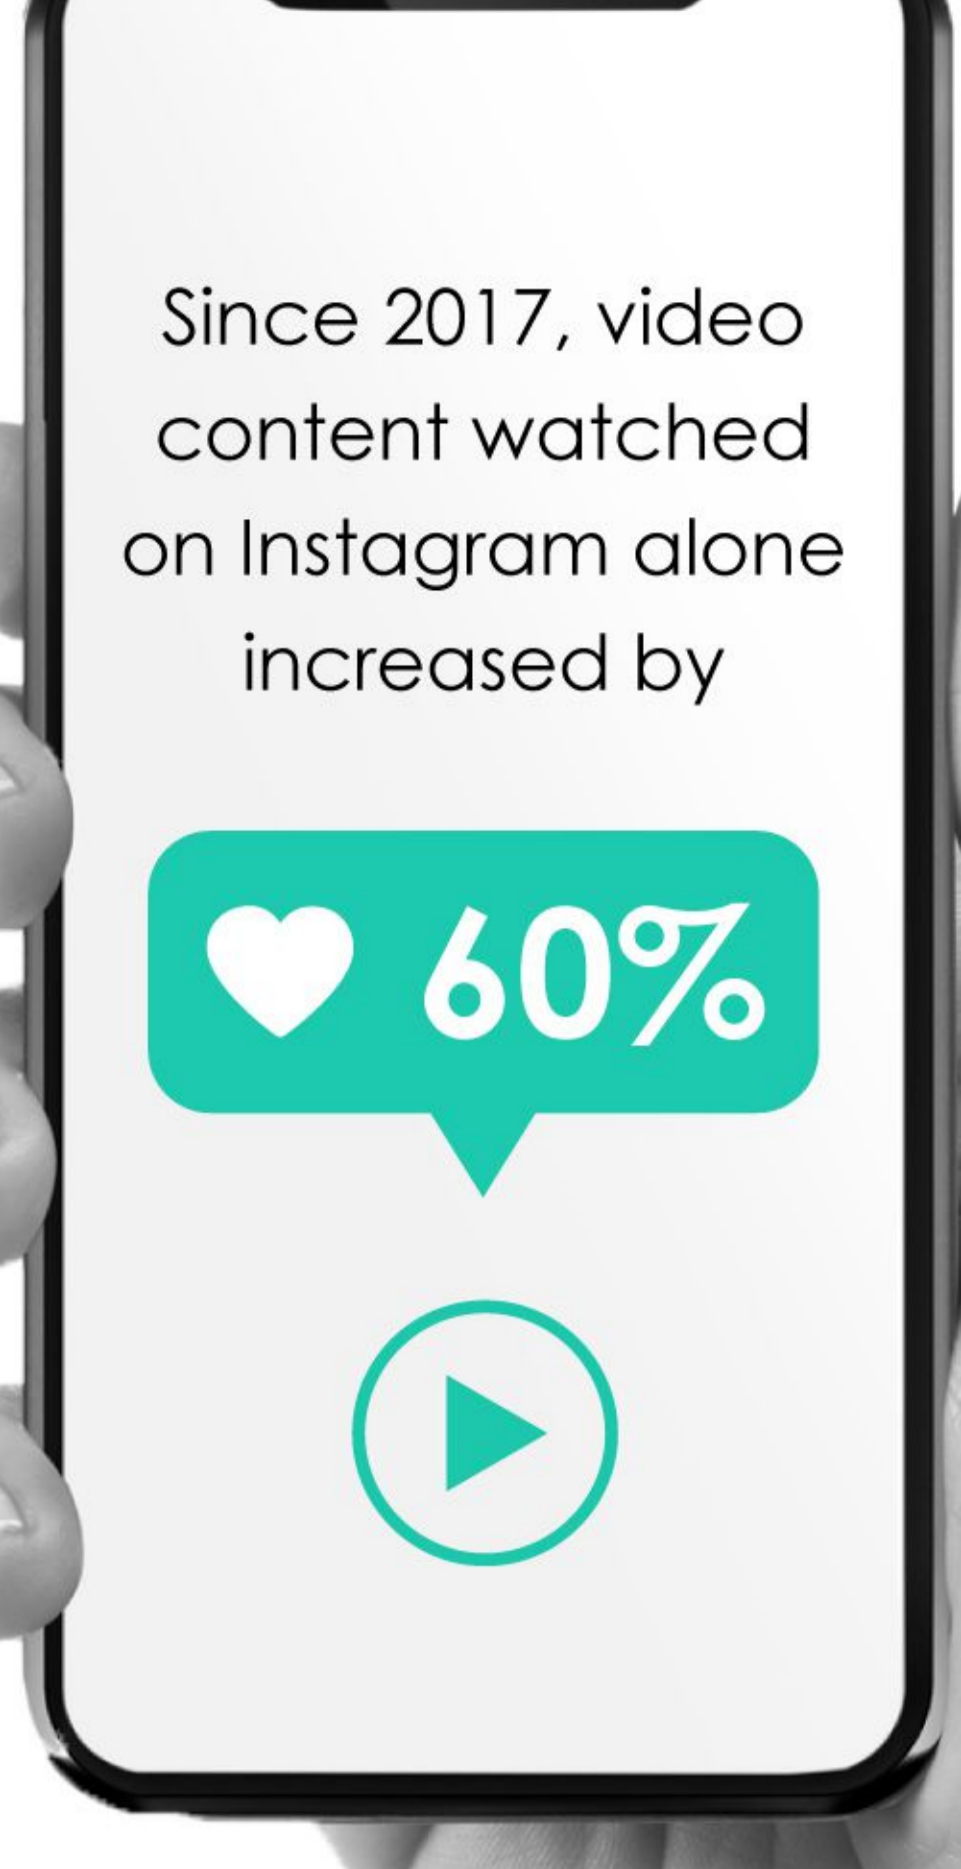 Since 2017, video
content watched
on Instagram alone
increased by
60%